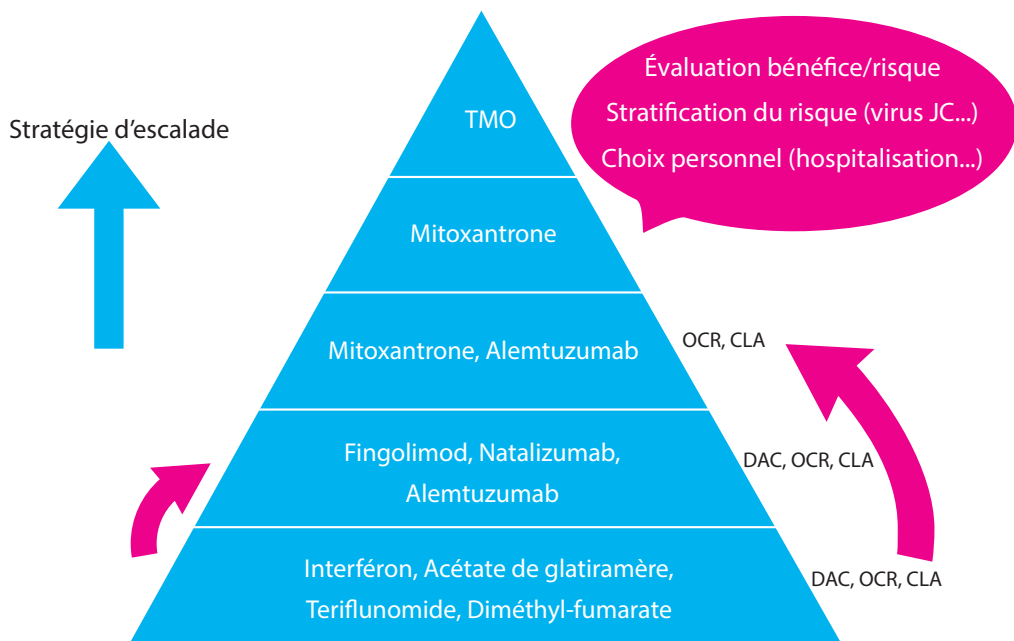 Évaluation bénéfice/risque
Stratification du risque (virus JC...)
Choix personnel (hospitalisation...)
Stratégie d'escalade
TMO
Mitoxantrone
Mitoxantrone, Alemtuzumab
OCR, CLA
Fingolimod, Natalizumab,
Alemtuzumab
DAC, OCR, CLA
Interféron, Acétate de glatiramère,
Teriflunomide, Diméthyl-fumarate
DAC, OCR, CLA